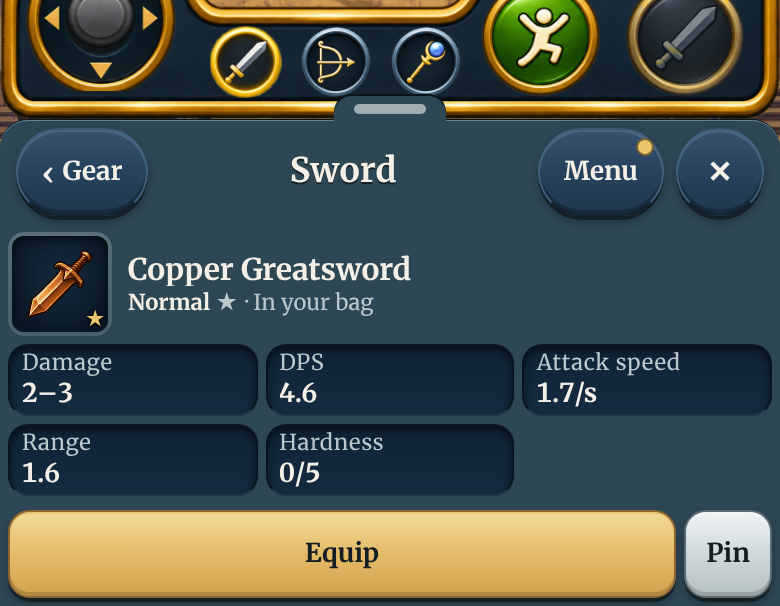 ‹ Gear
Sword
Menu
×
Copper Greatsword
Normal ★ · In your bag
Damage
2–3
DPS
4.6
Attack speed
1.7/s
Range
1.6
Hardness
0/5
Equip
Pin